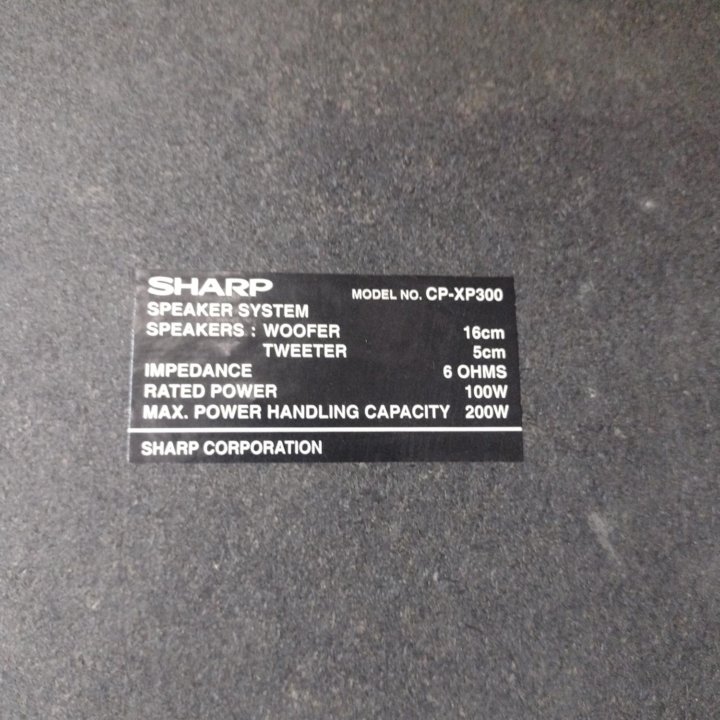 SHARP MODEL NO. CP-XP300
SPEAKER SYSTEM
SPEAKERS : WOOFER 16cm
TWEETER 5cm
IMPEDANCE 6 OHMS
RATED POWER 100W
MAX. POWER HANDLING CAPACITY 200W
SHARP CORPORATION